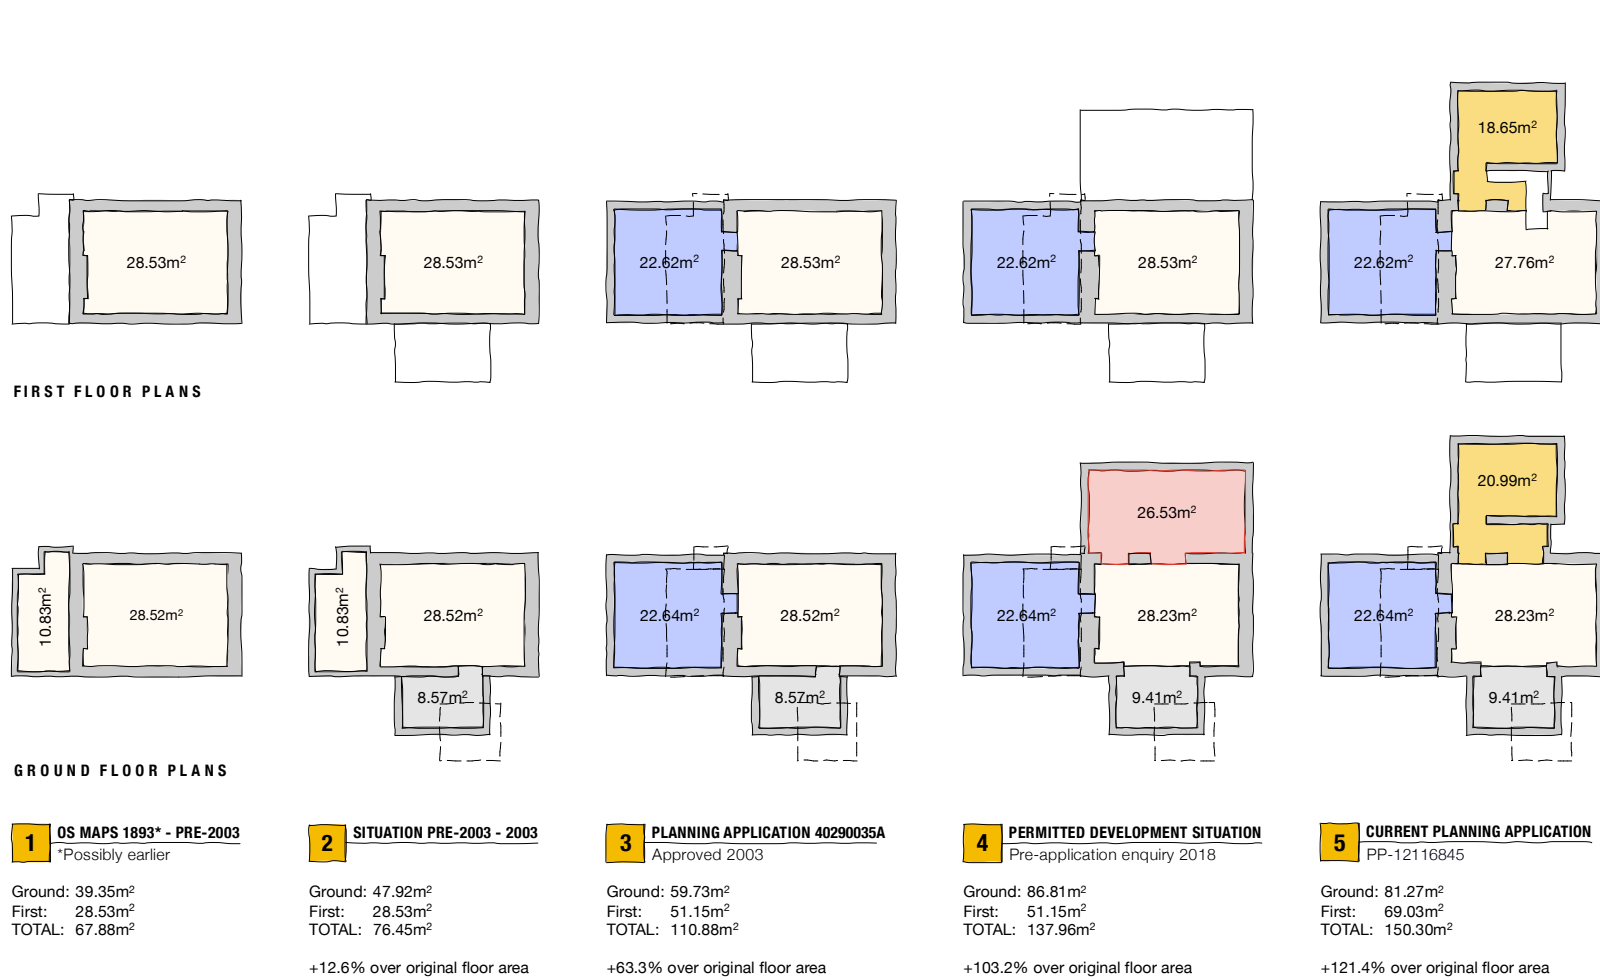 18.65m²
28.53m²
28.53m²
22.62m²
28.53m²
22.62m²
28.53m²
22.62m²
27.76m²
FIRST FLOOR PLANS
10.83m²
28.52m²
10.83m²
28.52m²
8.57m²
22.64m²
28.52m²
8.57m²
26.53m²
22.64m²
28.23m²
9.41m²
20.99m²
22.64m²
28.23m²
9.41m²
GROUND FLOOR PLANS
1 OS MAPS 1893* - PRE-2003
*Possibly earlier
Ground: 39.35m²
First: 28.53m²
TOTAL: 67.88m²
2 SITUATION PRE-2003 - 2003
Ground: 47.92m²
First: 28.53m²
TOTAL: 76.45m²
+12.6% over original floor area
3 PLANNING APPLICATION 40290035A
Approved 2003
Ground: 59.73m²
First: 51.15m²
TOTAL: 110.88m²
+63.3% over original floor area
4 PERMITTED DEVELOPMENT SITUATION
Pre-application enquiry 2018
Ground: 86.81m²
First: 51.15m²
TOTAL: 137.96m²
+103.2% over original floor area
5 CURRENT PLANNING APPLICATION
PP-12116845
Ground: 81.27m²
First: 69.03m²
TOTAL: 150.30m²
+121.4% over original floor area